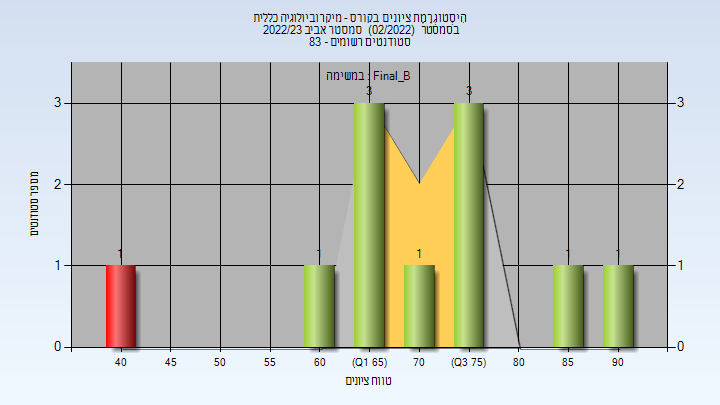 היסטוגרמת ציונים בקורס - מיקרוביולוגיה כללית
בסמסטר (02/2022) סמסטר אביב 2022/23
סטודנטים רשומים - 83
במשימה : Final_B
3 3
1 1 1 1 1
3 3
2 2
1 1
0 0
מספר סטודנטים
40 45 50 55 60 (Q1 65) 70 (Q3 75) 80 85 90
טווח ציונים